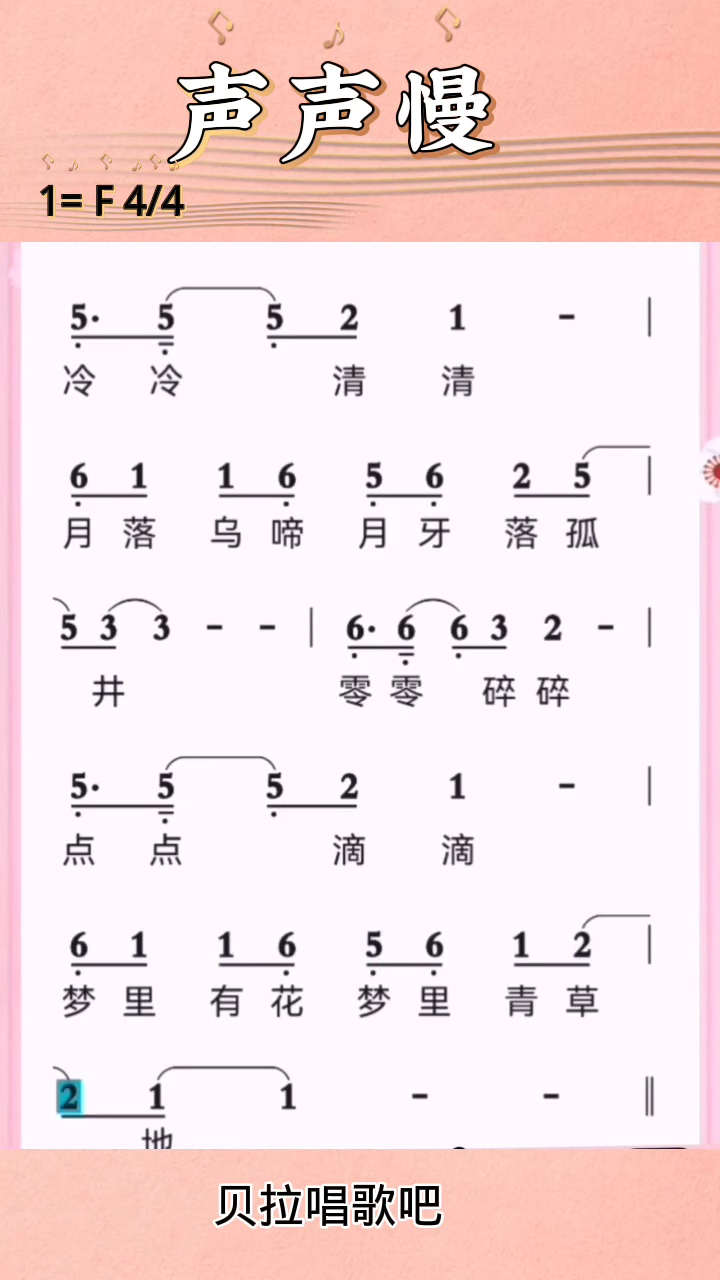 声声慢
1= F 4/4
5· 5 5 2 1 - |
冷 冷 清 清
6 1 1 6 5 6 2 5 |
月 落 乌 啼 月 牙 落 孤
5 3 3 - - | 6· 6 6 3 2 - |
井 零 零 碎 碎
5· 5 5 2 1 - |
点 点 滴 滴
6 1 1 6 5 6 1 2 |
梦 里 有 花 梦 里 青 草
2 1 1 - - ‖
地
贝拉唱歌吧